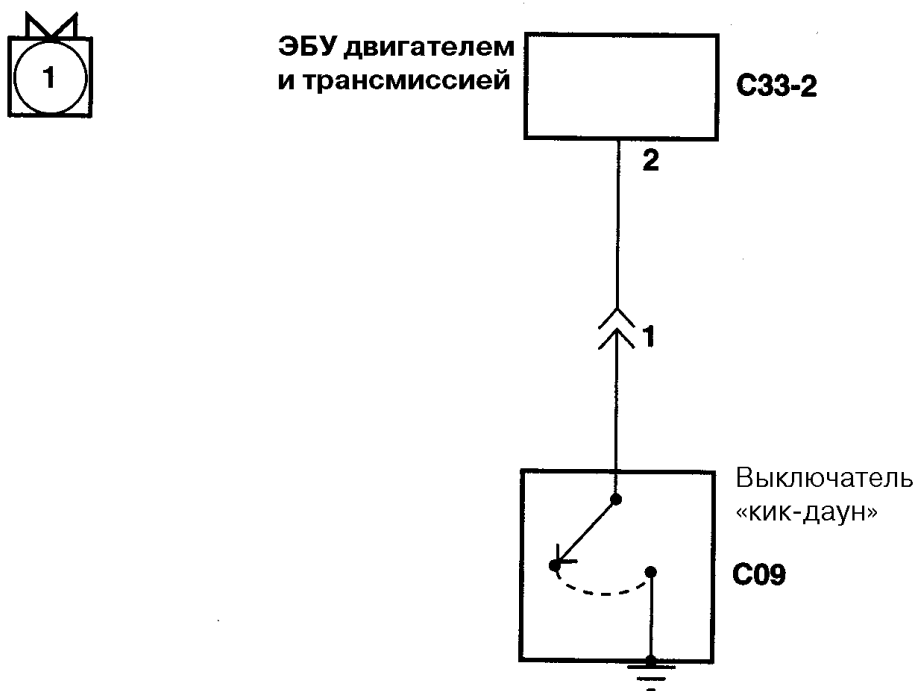 1
ЭБУ двигателем
и трансмиссией
C33-2
2
1
Выключатель
«кик-даун»
C09